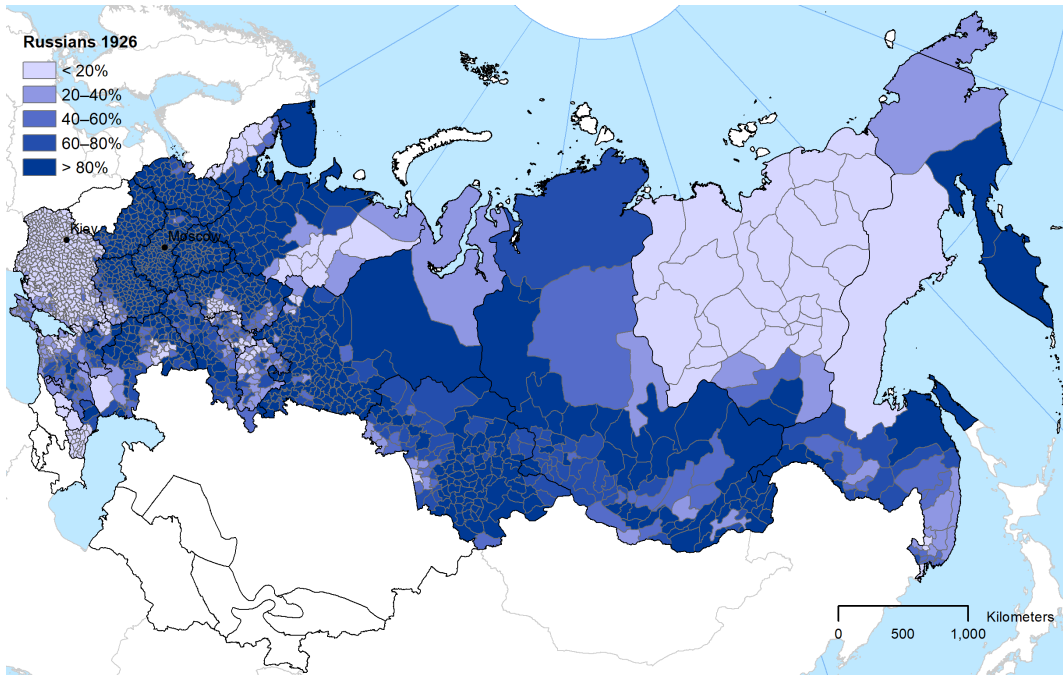 Russians 1926
< 20%
20–40%
40–60%
60–80%
> 80%
Kiev
Moscow
Kilometers
0 500 1,000